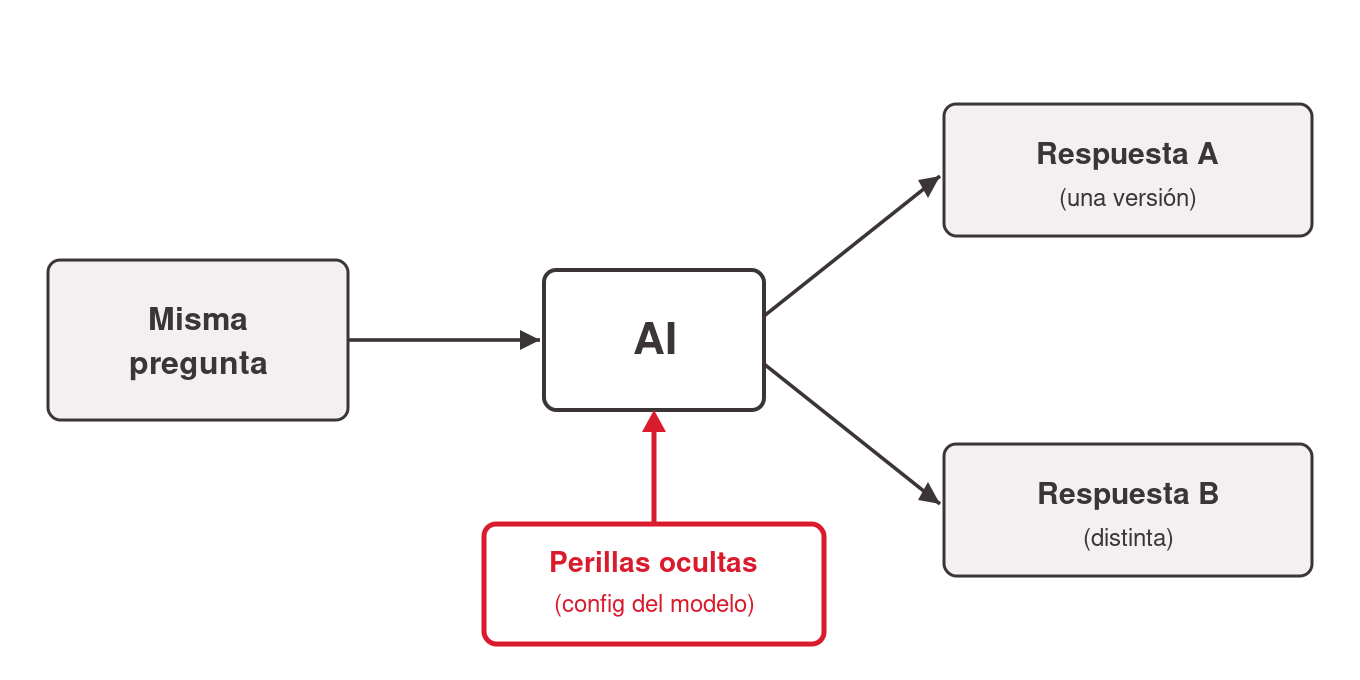 Misma
pregunta
AI
Perillas ocultas
(config del modelo)
Respuesta A
(una versión)
Respuesta B
(distinta)